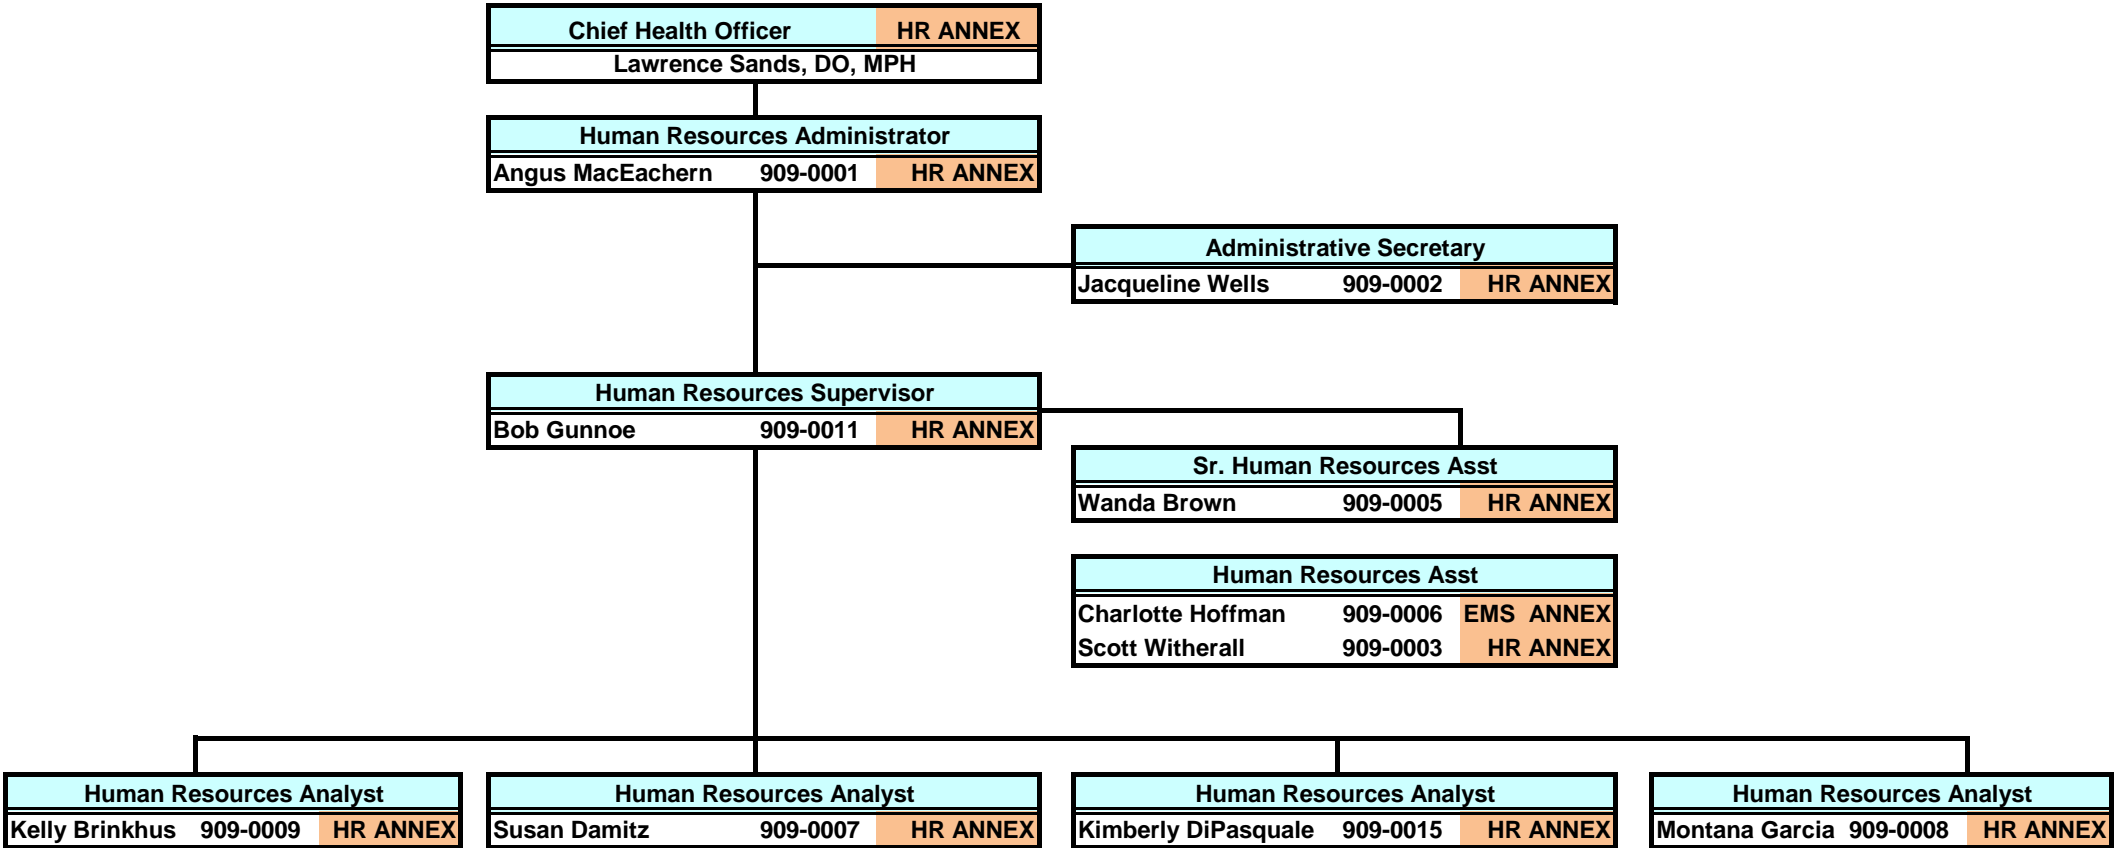 Chief Health Officer HR ANNEX
Lawrence Sands, DO, MPH
Human Resources Administrator
Angus MacEachern 909-0001 HR ANNEX
Administrative Secretary
Jacqueline Wells 909-0002 HR ANNEX
Human Resources Supervisor
Bob Gunnoe 909-0011 HR ANNEX
Sr. Human Resources Asst
Wanda Brown 909-0005 HR ANNEX
Human Resources Asst
Charlotte Hoffman 909-0006 EMS ANNEX
Scott Witherall 909-0003 HR ANNEX
Human Resources Analyst
Kelly Brinkhus 909-0009 HR ANNEX
Human Resources Analyst
Susan Damitz 909-0007 HR ANNEX
Human Resources Analyst
Kimberly DiPasquale 909-0015 HR ANNEX
Human Resources Analyst
Montana Garcia 909-0008 HR ANNEX